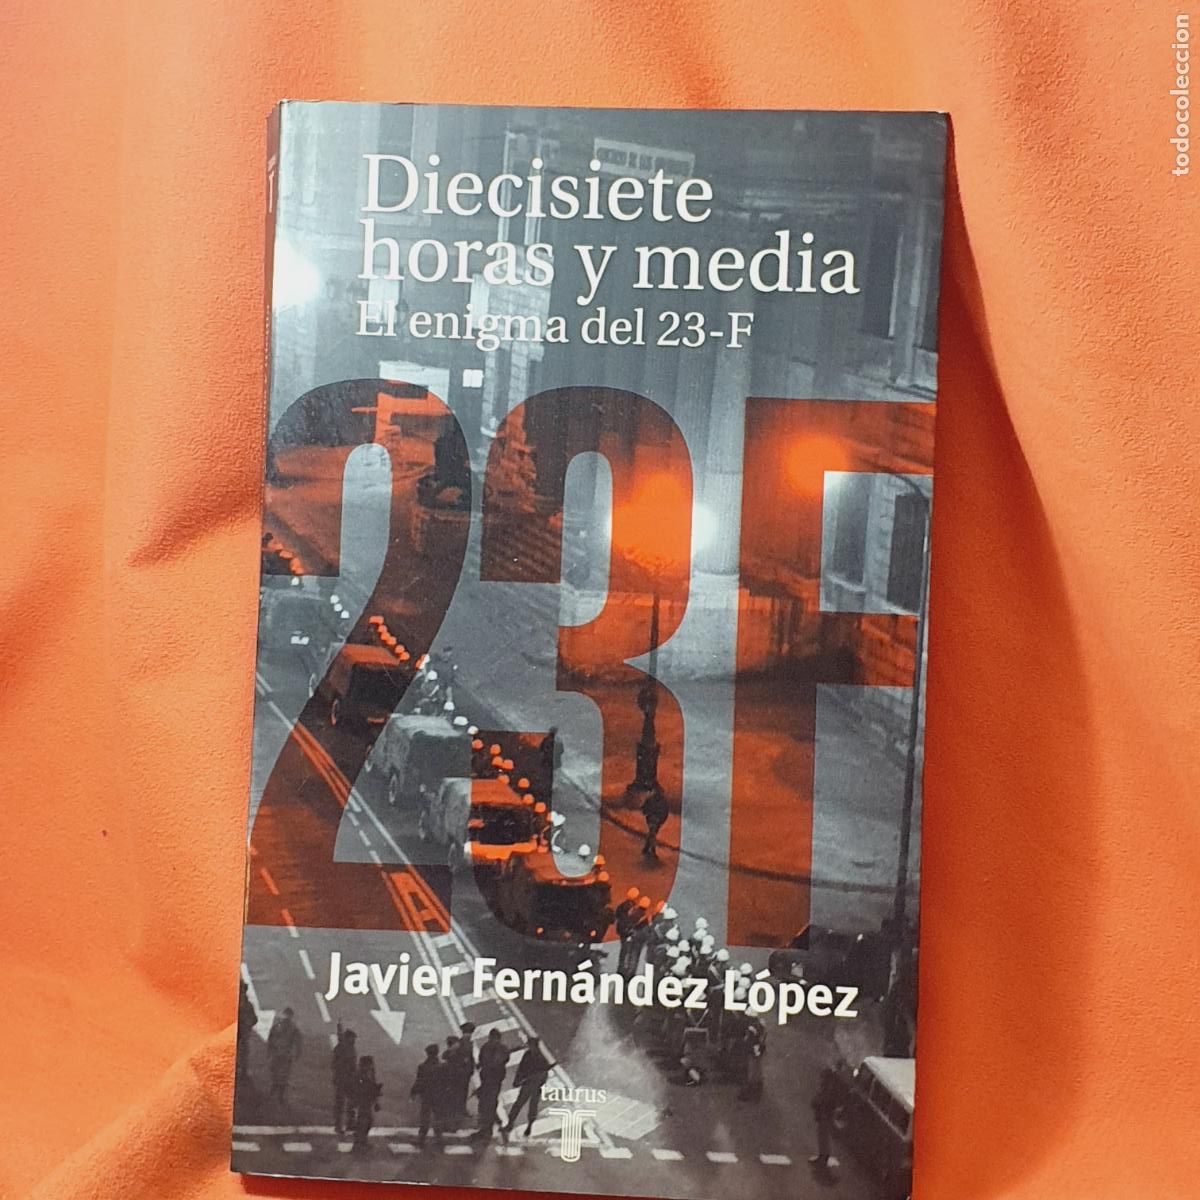 Diecisiete
horas y media
El enigma del 23-F
23F
Javier Fernández López
taurus
todocoleccion